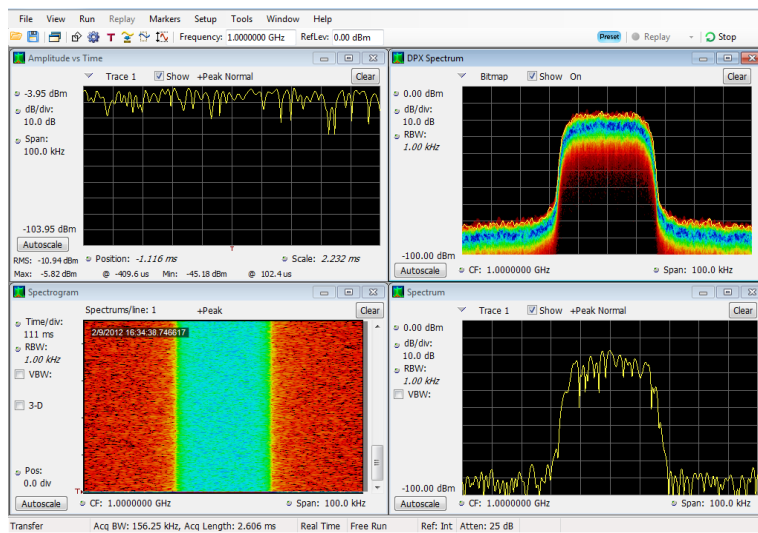 File View Run Replay Markers Setup Tools Window Help
Frequency: 1.0000000 GHz RefLev: 0.00 dBm Preset Replay Stop
Amplitude vs Time
Trace 1 Show +Peak Normal Clear
-3.95 dBm
dB/div:
10.0 dB
Span:
100.0 kHz
-103.95 dBm
Autoscale
Position: -1.116 ms Scale: 2.232 ms
RMS: -10.94 dBm
Max: -5.82 dBm @ -409.6 us Min: -45.18 dBm @ 102.4 us
DPX Spectrum
Bitmap Show On Clear
0.00 dBm
dB/div:
10.0 dB
RBW:
1.00 kHz
-100.00 dBm
Autoscale CF: 1.0000000 GHz Span: 100.0 kHz
Spectrogram
Spectrums/line: 1 +Peak Clear
Time/div:
111 ms
RBW:
1.00 kHz
VBW:
3-D
Pos:
0.0 div
2/9/2012 16:34:38.746617
Autoscale CF: 1.0000000 GHz Span: 100.0 kHz
Spectrum
Trace 1 Show +Peak Normal Clear
0.00 dBm
dB/div:
10.0 dB
RBW:
1.00 kHz
VBW:
-100.00 dBm
Autoscale CF: 1.0000000 GHz Span: 100.0 kHz
Transfer Acq BW: 156.25 kHz, Acq Length: 2.606 ms Real Time Free Run Ref: Int Atten: 25 dB